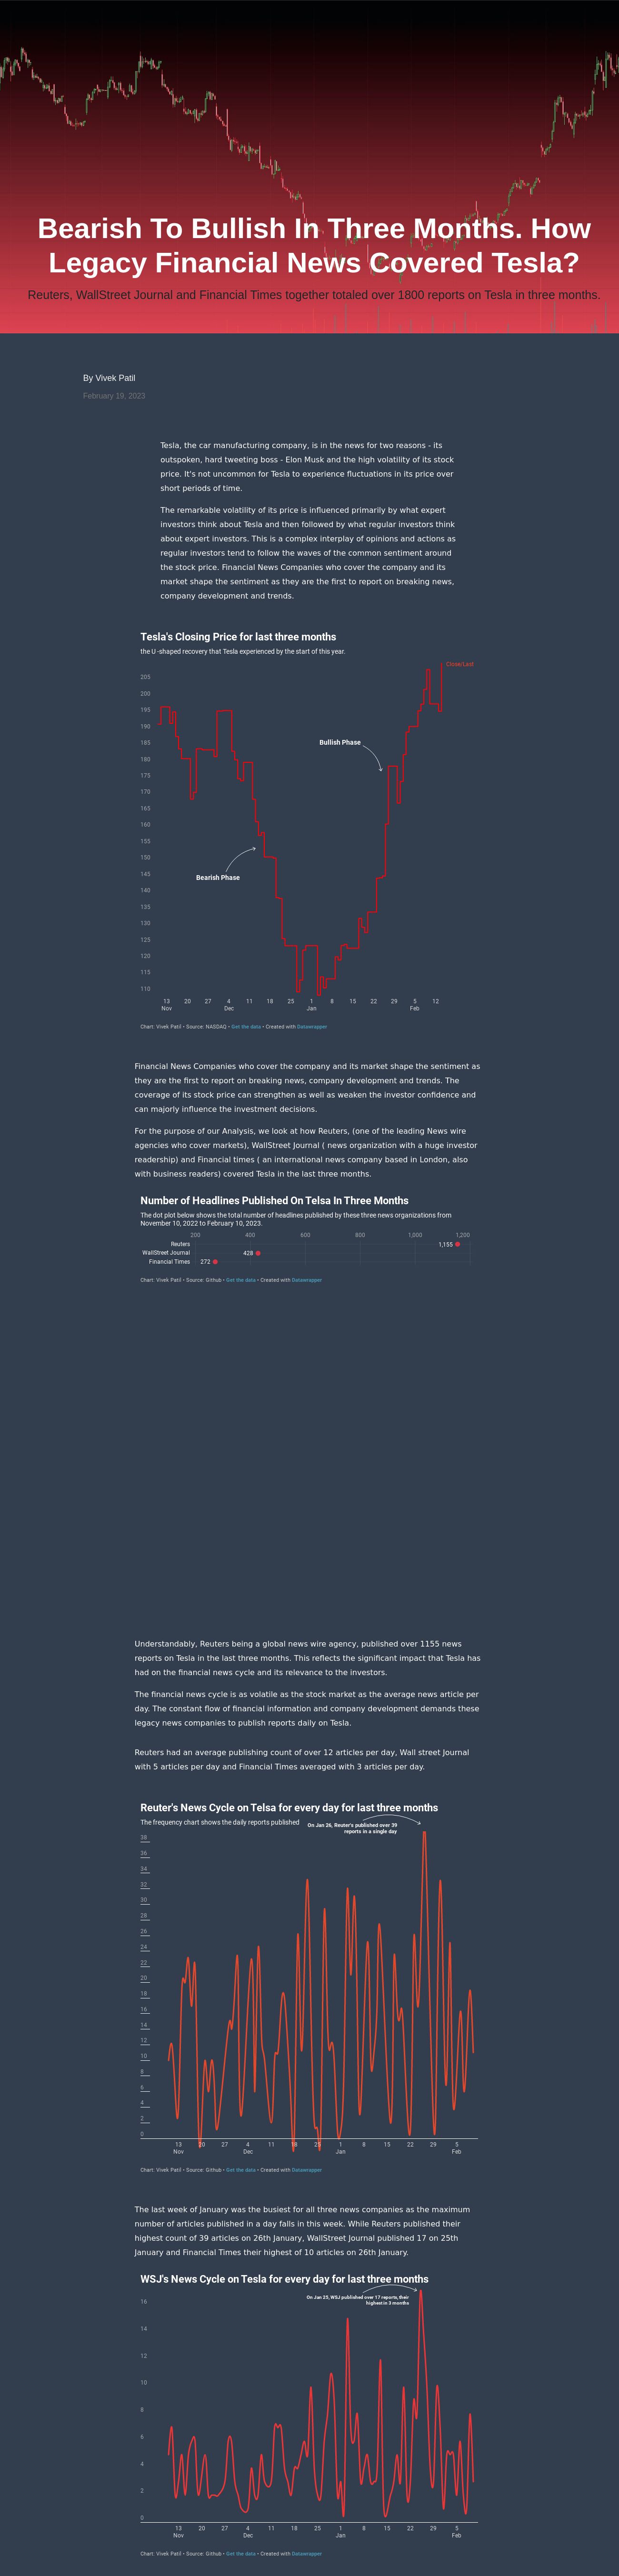 Bearish To Bullish In Three Months. How
Legacy Financial News Covered Tesla?
Reuters, WallStreet Journal and Financial Times together totaled over 1800 reports on Tesla in three months.
By Vivek Patil
February 19, 2023
Tesla, the car manufacturing company, is in the news for two reasons - its
outspoken, hard tweeting boss - Elon Musk and the high volatility of its stock
price. It's not uncommon for Tesla to experience fluctuations in its price over
short periods of time.
The remarkable volatility of its price is influenced primarily by what expert
investors think about Tesla and then followed by what regular investors think
about expert investors. This is a complex interplay of opinions and actions as
regular investors tend to follow the waves of the common sentiment around
the stock price. Financial News Companies who cover the company and its
market shape the sentiment as they are the first to report on breaking news,
company development and trends.
Tesla's Closing Price for last three months
the U -shaped recovery that Tesla experienced by the start of this year.
Close/Last
205
200
195
190
185
180
175
170
165
160
155
150
145
140
135
130
125
120
115
110
Bullish Phase
Bearish Phase
13 20 27 4 11 18 25 1 8 15 22 29 5 12
Nov Dec Jan Feb
Chart: Vivek Patil • Source: NASDAQ • Get the data • Created with Datawrapper
Financial News Companies who cover the company and its market shape the sentiment as
they are the first to report on breaking news, company development and trends. The
coverage of its stock price can strengthen as well as weaken the investor confidence and
can majorly influence the investment decisions.
For the purpose of our Analysis, we look at how Reuters, (one of the leading News wire
agencies who cover markets), WallStreet Journal ( news organization with a huge investor
readership) and Financial times ( an international news company based in London, also
with business readers) covered Tesla in the last three months.
Number of Headlines Published On Telsa In Three Months
The dot plot below shows the total number of headlines published by these three news organizations from
November 10, 2022 to February 10, 2023.
200 400 600 800 1,000 1,200
Reuters 1,155
WallStreet Journal 428
Financial Times 272
Chart: Vivek Patil • Source: Github • Get the data • Created with Datawrapper
Understandably, Reuters being a global news wire agency, published over 1155 news
reports on Tesla in the last three months. This reflects the significant impact that Tesla has
had on the financial news cycle and its relevance to the investors.
The financial news cycle is as volatile as the stock market as the average news article per
day. The constant flow of financial information and company development demands these
legacy news companies to publish reports daily on Tesla.
Reuters had an average publishing count of over 12 articles per day, Wall street Journal
with 5 articles per day and Financial Times averaged with 3 articles per day.
Reuter's News Cycle on Telsa for every day for last three months
The frequency chart shows the daily reports published
On Jan 26, Reuter's published over 39
reports in a single day
38
36
34
32
30
28
26
24
22
20
18
16
14
12
10
8
6
4
2
0
13 20 27 4 11 18 25 1 8 15 22 29 5
Nov Dec Jan Feb
Chart: Vivek Patil • Source: Github • Get the data • Created with Datawrapper
The last week of January was the busiest for all three news companies as the maximum
number of articles published in a day falls in this week. While Reuters published their
highest count of 39 articles on 26th January, WallStreet Journal published 17 on 25th
January and Financial Times their highest of 10 articles on 26th January.
WSJ's News Cycle on Tesla for every day for last three months
On Jan 25, WSJ published over 17 reports, their
highest in 3 months
16
14
12
10
8
6
4
2
0
13 20 27 4 11 18 25 1 8 15 22 29 5
Nov Dec Jan Feb
Chart: Vivek Patil • Source: Github • Get the data • Created with Datawrapper